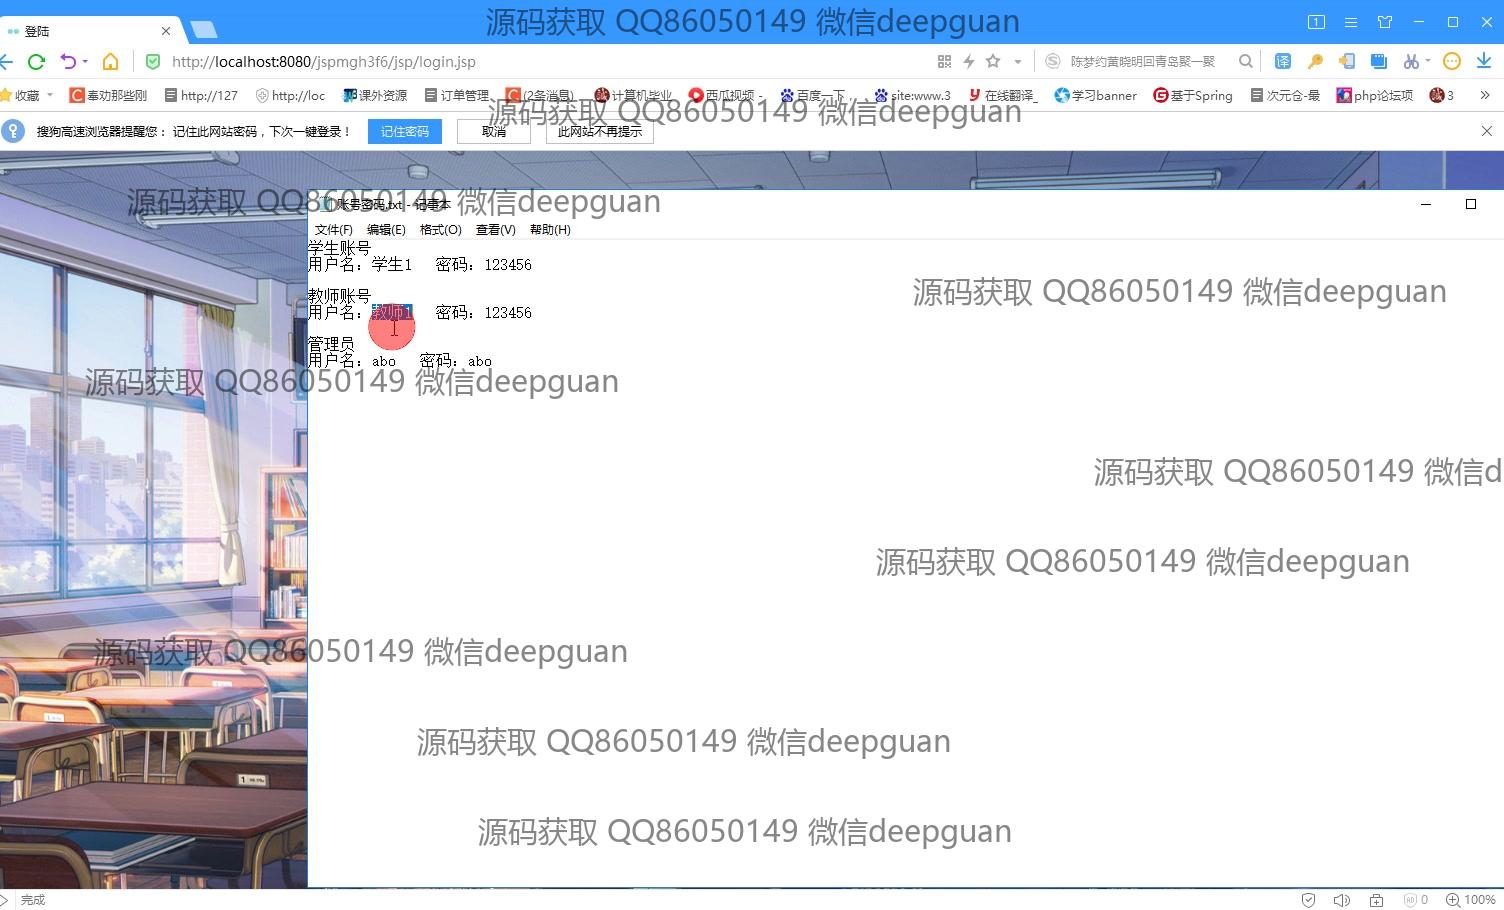 源码获取 QQ86050149 微信deepguan
登陆
1
http://localhost:8080/jspmgh3f6/jsp/login.jsp
陈梦约黄晓明回青岛聚一聚
译
收藏 奉劝那些刚 http://127 http://loc 课外资源 订单管理 (2条消息) 计算机毕业 西瓜视频 - 百度一下 site:www.3 在线翻译_ 学习banner 基于Spring 次元仓-最 php论坛项 3 »
源码获取 QQ86050149 微信deepguan
搜狗高速浏览器提醒您： 记住此网站密码，下次一键登录！ 记住密码 取消 此网站不再提示
源码获取 QQ86050149 微信deepguan
账号密码.txt - 记事本
文件(F) 编辑(E) 格式(O) 查看(V) 帮助(H)
学生账号
用户名：学生1 密码：123456
源码获取 QQ86050149 微信deepguan
教师账号
用户名：教师1 密码：123456
管理员
用户名：abo 密码：abo
源码获取 QQ86050149 微信deepguan
源码获取 QQ86050149 微信d
源码获取 QQ86050149 微信deepguan
源码获取 QQ86050149 微信deepguan
源码获取 QQ86050149 微信deepguan
源码获取 QQ86050149 微信deepguan
完成
0
100%